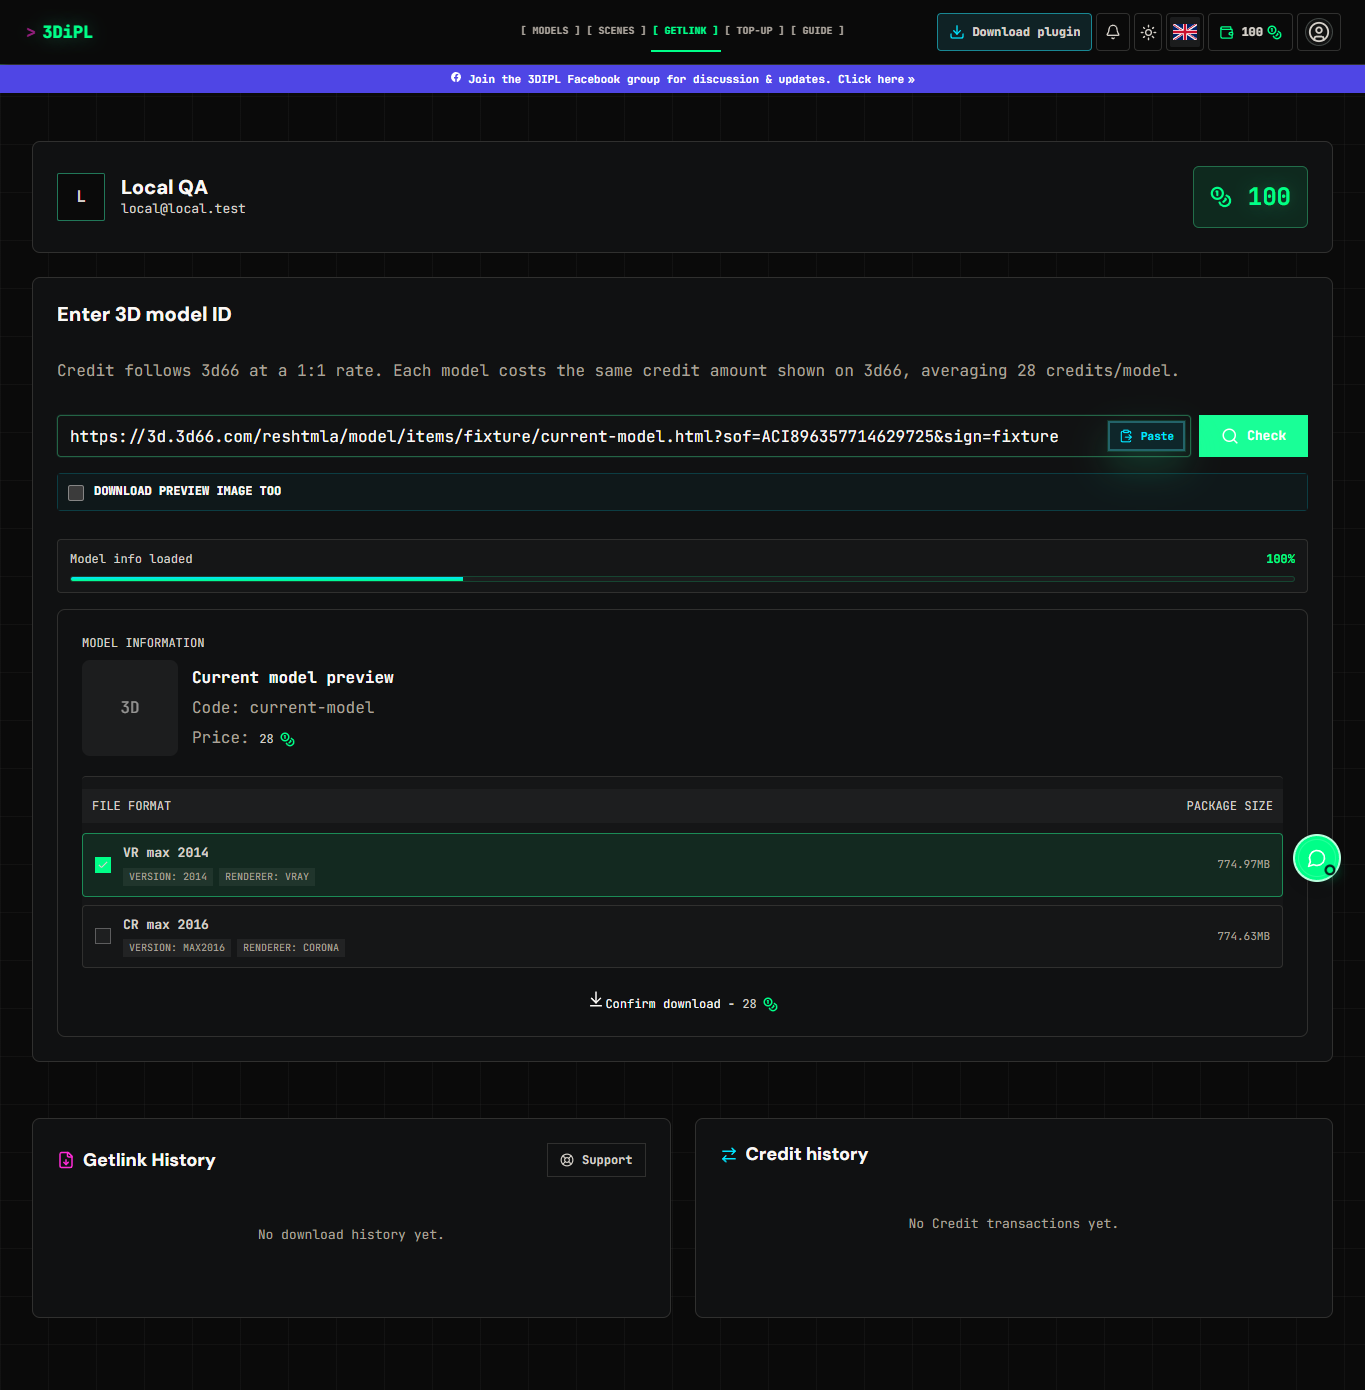 > 3DiPL
[ MODELS ] [ SCENES ] [ GETLINK ] [ TOP-UP ] [ GUIDE ]
Download plugin
100
Join the 3DIPL Facebook group for discussion & updates. Click here »
L
Local QA
local@local.test
100
Enter 3D model ID
Credit follows 3d66 at a 1:1 rate. Each model costs the same credit amount shown on 3d66, averaging 28 credits/model.
https://3d.3d66.com/reshtmla/model/items/fixture/current-model.html?sof=ACI896357714629725&sign=fixture
Paste
Check
DOWNLOAD PREVIEW IMAGE TOO
Model info loaded
100%
MODEL INFORMATION
3D
Current model preview
Code: current-model
Price: 28
FILE FORMAT
PACKAGE SIZE
VR max 2014
VERSION: 2014
RENDERER: VRAY
774.97MB
CR max 2016
VERSION: MAX2016
RENDERER: CORONA
774.63MB
Confirm download - 28
Getlink History
Support
No download history yet.
Credit history
No Credit transactions yet.